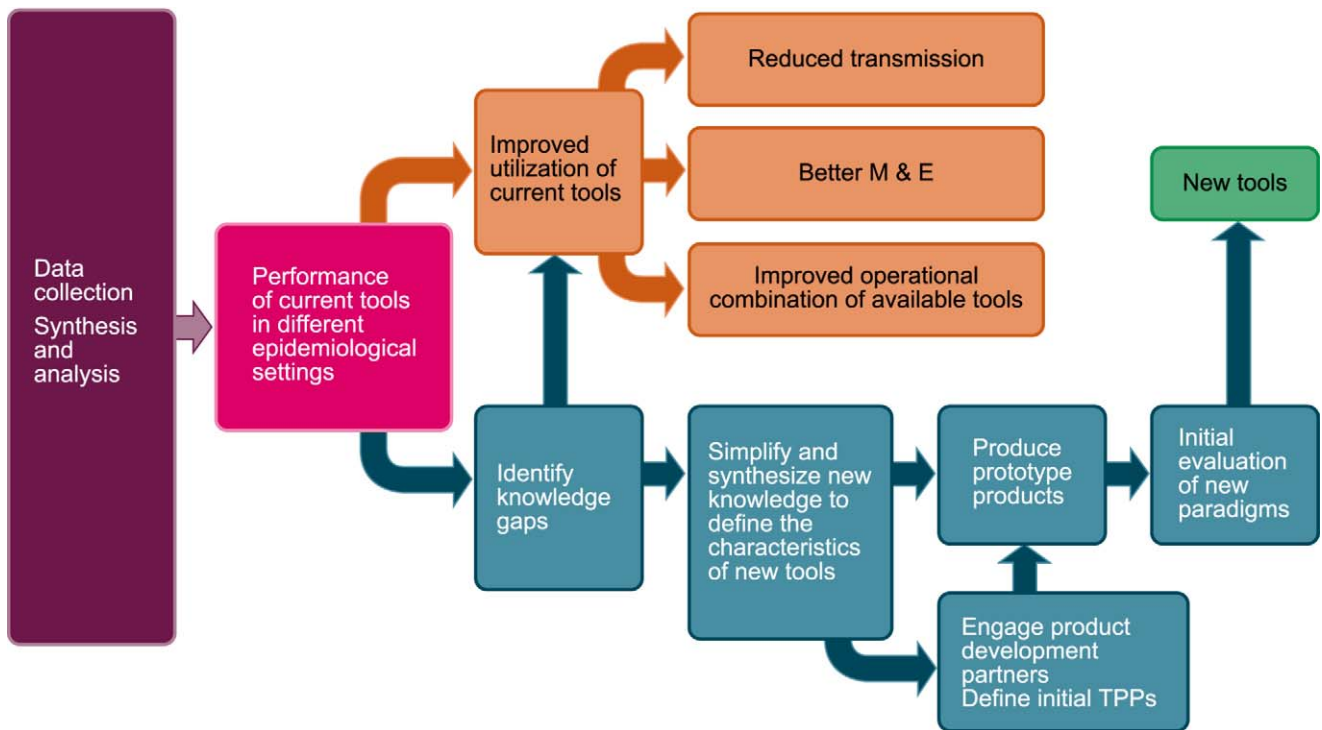 Data
collection
Synthesis
and
analysis
Performance
of current tools
in different
epidemiological
settings
Improved
utilization of
current tools
Reduced transmission
Better M & E
Improved operational
combination of available tools
New tools
Identify
knowledge
gaps
Simplify and
synthesize new
knowledge to
define the
characteristics
of new tools
Produce
prototype
products
Initial
evaluation
of new
paradigms
Engage product
development
partners
Define initial TPPs